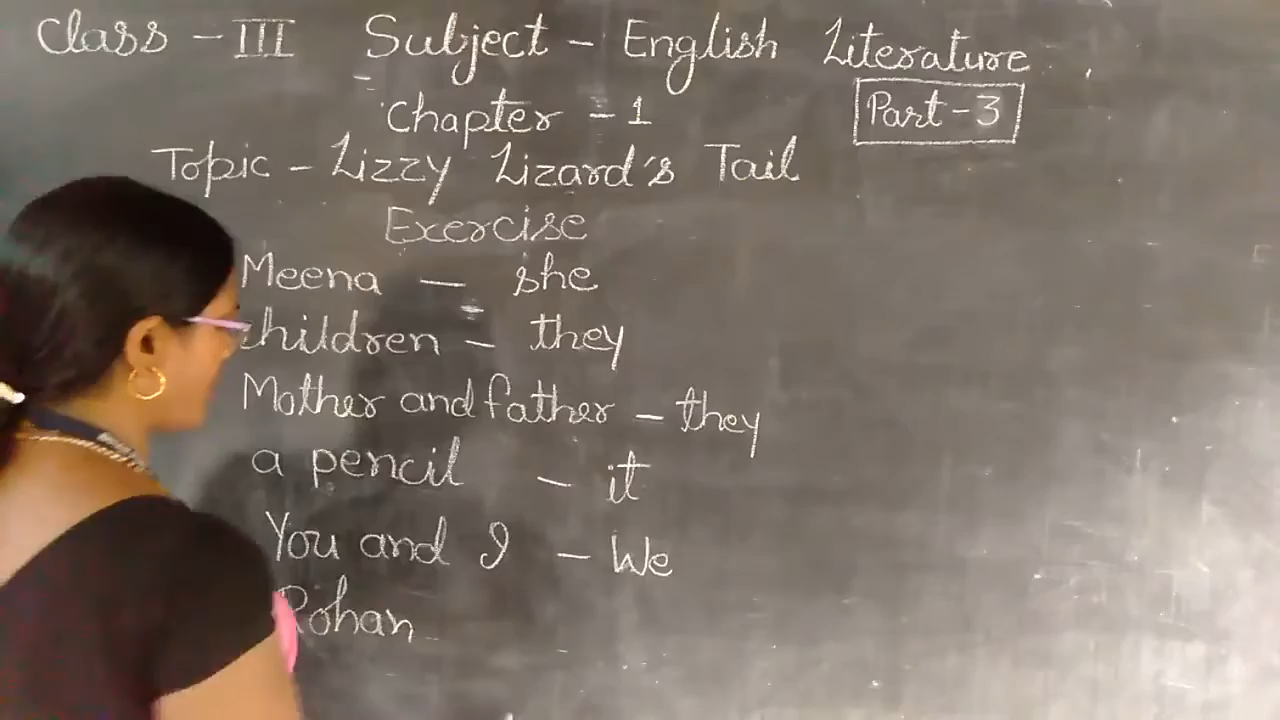 Class - III Subject - English Literature
Chapter - 1 Part - 3
Topic - Lizzy Lizard's Tail
Exercise
Meena — she
children - they
Mother and father - they
a pencil - it
You and I - We
Rohan